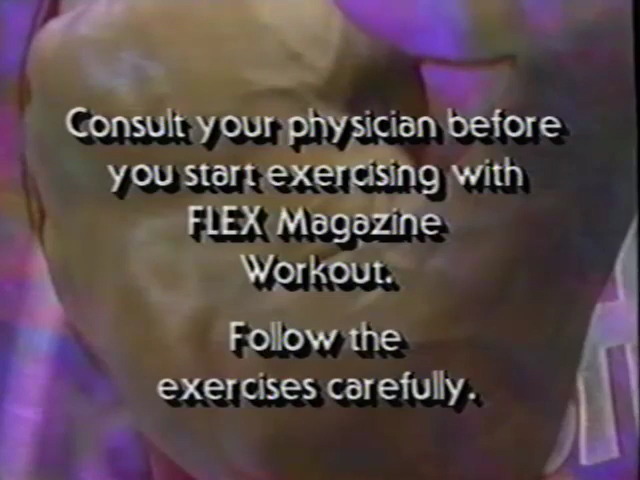 Consult your physician before
you start exercising with
FLEX Magazine
Workout.
Follow the
exercises carefully.